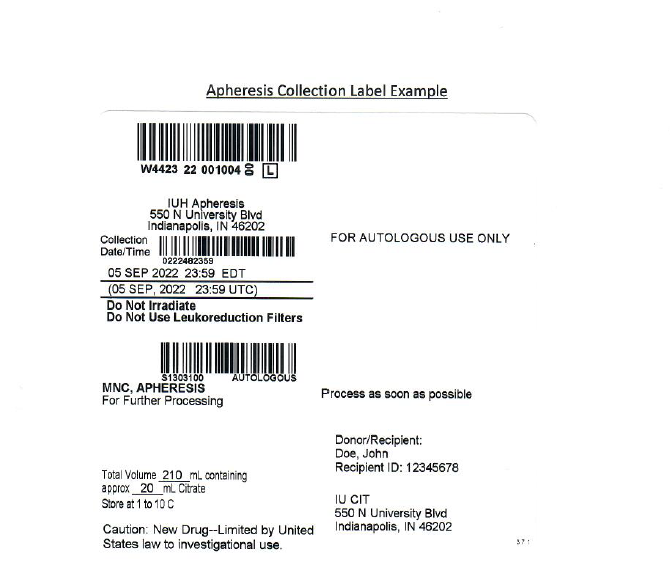 Apheresis Collection Label Example
W4423 22 001004 00 L
IUH Apheresis
550 N University Blvd
Indianapolis, IN 46202
Collection
Date/Time
0222482359
FOR AUTOLOGOUS USE ONLY
05 SEP 2022 23:59 EDT
(05 SEP, 2022 23:59 UTC)
Do Not Irradiate
Do Not Use Leukoreduction Filters
S1303100 AUTOLOGOUS
MNC, APHERESIS
For Further Processing
Process as soon as possible
Donor/Recipient:
Doe, John
Recipient ID: 12345678
Total Volume 210 mL containing
approx 20 mL Citrate
Store at 1 to 10 C
IU CIT
550 N University Blvd
Indianapolis, IN 46202
Caution: New Drug--Limited by United
States law to investigational use.